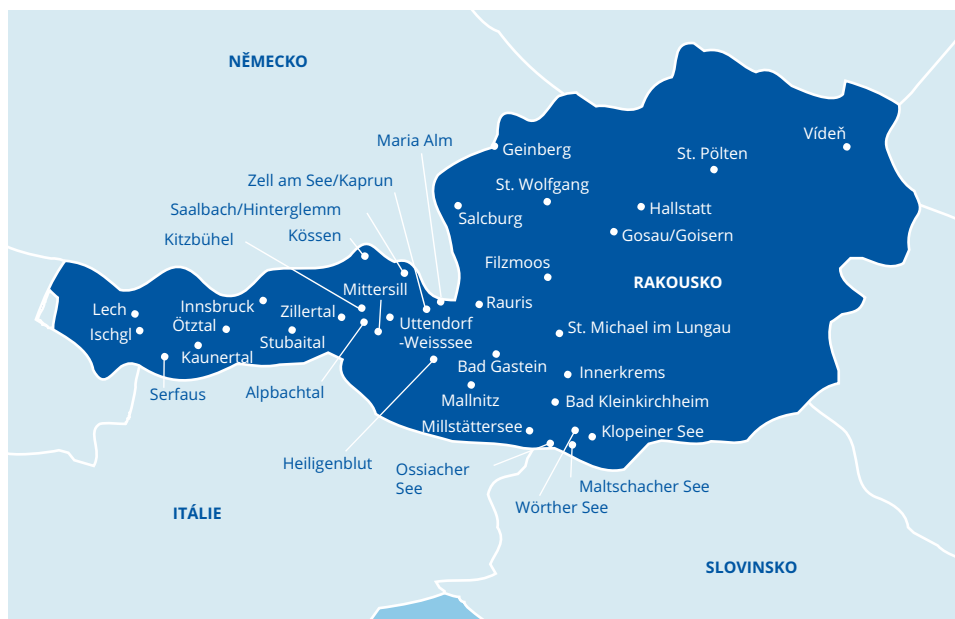 NĚMECKO
Maria Alm
Vídeň
Geinberg
St. Pölten
Zell am See/Kaprun
St. Wolfgang
Saalbach/Hinterglemm
Hallstatt
Salcburg
Kitzbühel
Kössen
Gosau/Goisern
Filzmoos
RAKOUSKO
Mittersill
Lech
Innsbruck
Zillertal
Rauris
Ischgl
Ötztal
Uttendorf
-Weisssee
St. Michael im Lungau
Stubaital
Kaunertal
Bad Gastein
Innerkrems
Serfaus
Alpbachtal
Mallnitz
Bad Kleinkirchheim
Millstättersee
Klopeiner See
Heiligenblut
Ossiacher
See
Maltschacher See
Wörther See
ITÁLIE
SLOVINSKO